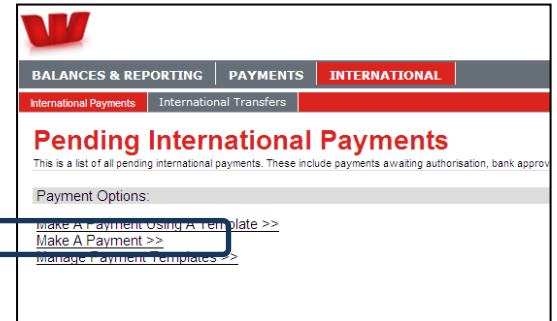 BALANCES & REPORTING PAYMENTS INTERNATIONAL
International Payments International Transfers
Pending International Payments
This is a list of all pending international payments. These include payments awaiting authorisation, bank approv
Payment Options:
Make A Payment Using A Template >>
Make A Payment >>
Manage Payment Templates >>